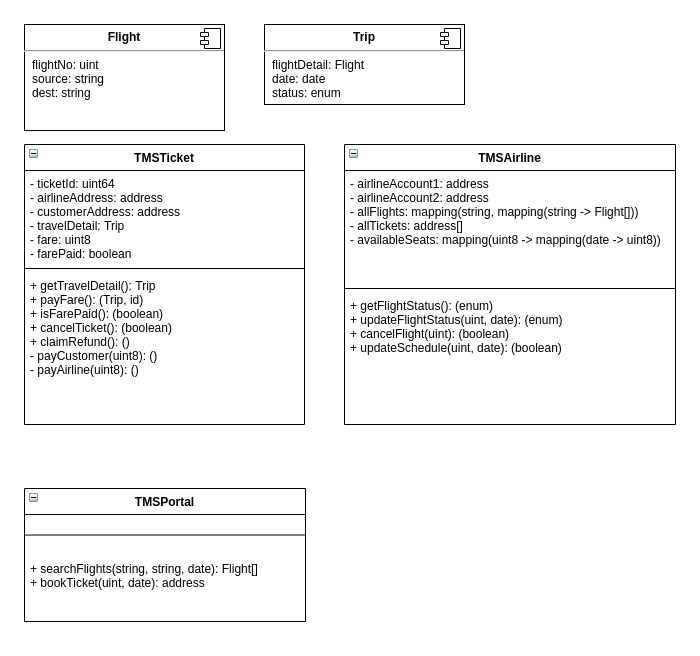 Flight
flightNo: uint
source: string
dest: string
Trip
flightDetail: Flight
date: date
status: enum
TMSTicket
- ticketId: uint64
- airlineAddress: address
- customerAddress: address
- travelDetail: Trip
- fare: uint8
- farePaid: boolean
+ getTravelDetail(): Trip
+ payFare(): (Trip, id)
+ isFarePaid(): (boolean)
+ cancelTicket(): (boolean)
+ claimRefund(): ()
- payCustomer(uint8): ()
- payAirline(uint8): ()
TMSAirline
- airlineAccount1: address
- airlineAccount2: address
- allFlights: mapping(string, mapping(string -> Flight[]))
- allTickets: address[]
- availableSeats: mapping(uint8 -> mapping(date -> uint8))
+ getFlightStatus(): (enum)
+ updateFlightStatus(uint, date): (enum)
+ cancelFlight(uint): (boolean)
+ updateSchedule(uint, date): (boolean)
TMSPortal
+ searchFlights(string, string, date): Flight[]
+ bookTicket(uint, date): address